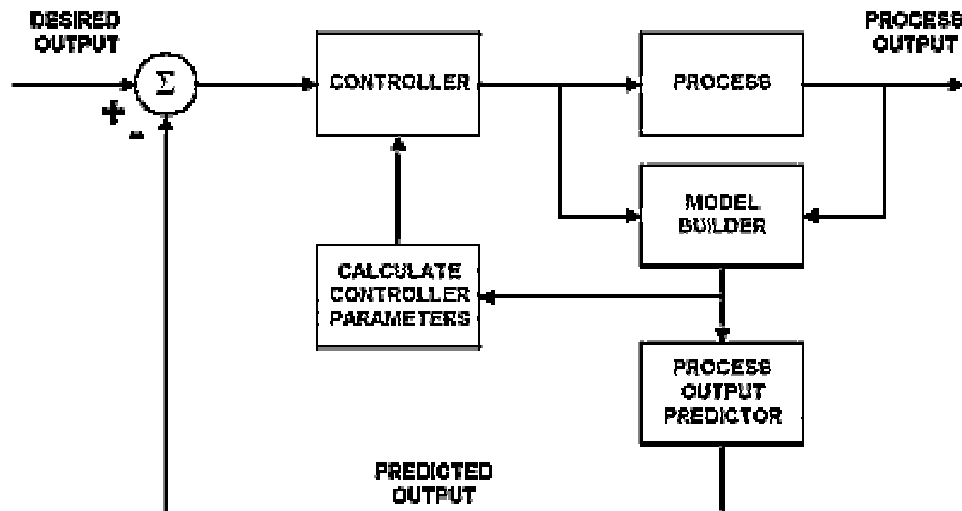 DESIRED
OUTPUT
PROCESS
OUTPUT
Σ
+
-
CONTROLLER
PROCESS
MODEL
BUILDER
CALCULATE
CONTROLLER
PARAMETERS
PROCESS
OUTPUT
PREDICTOR
PREDICTED
OUTPUT